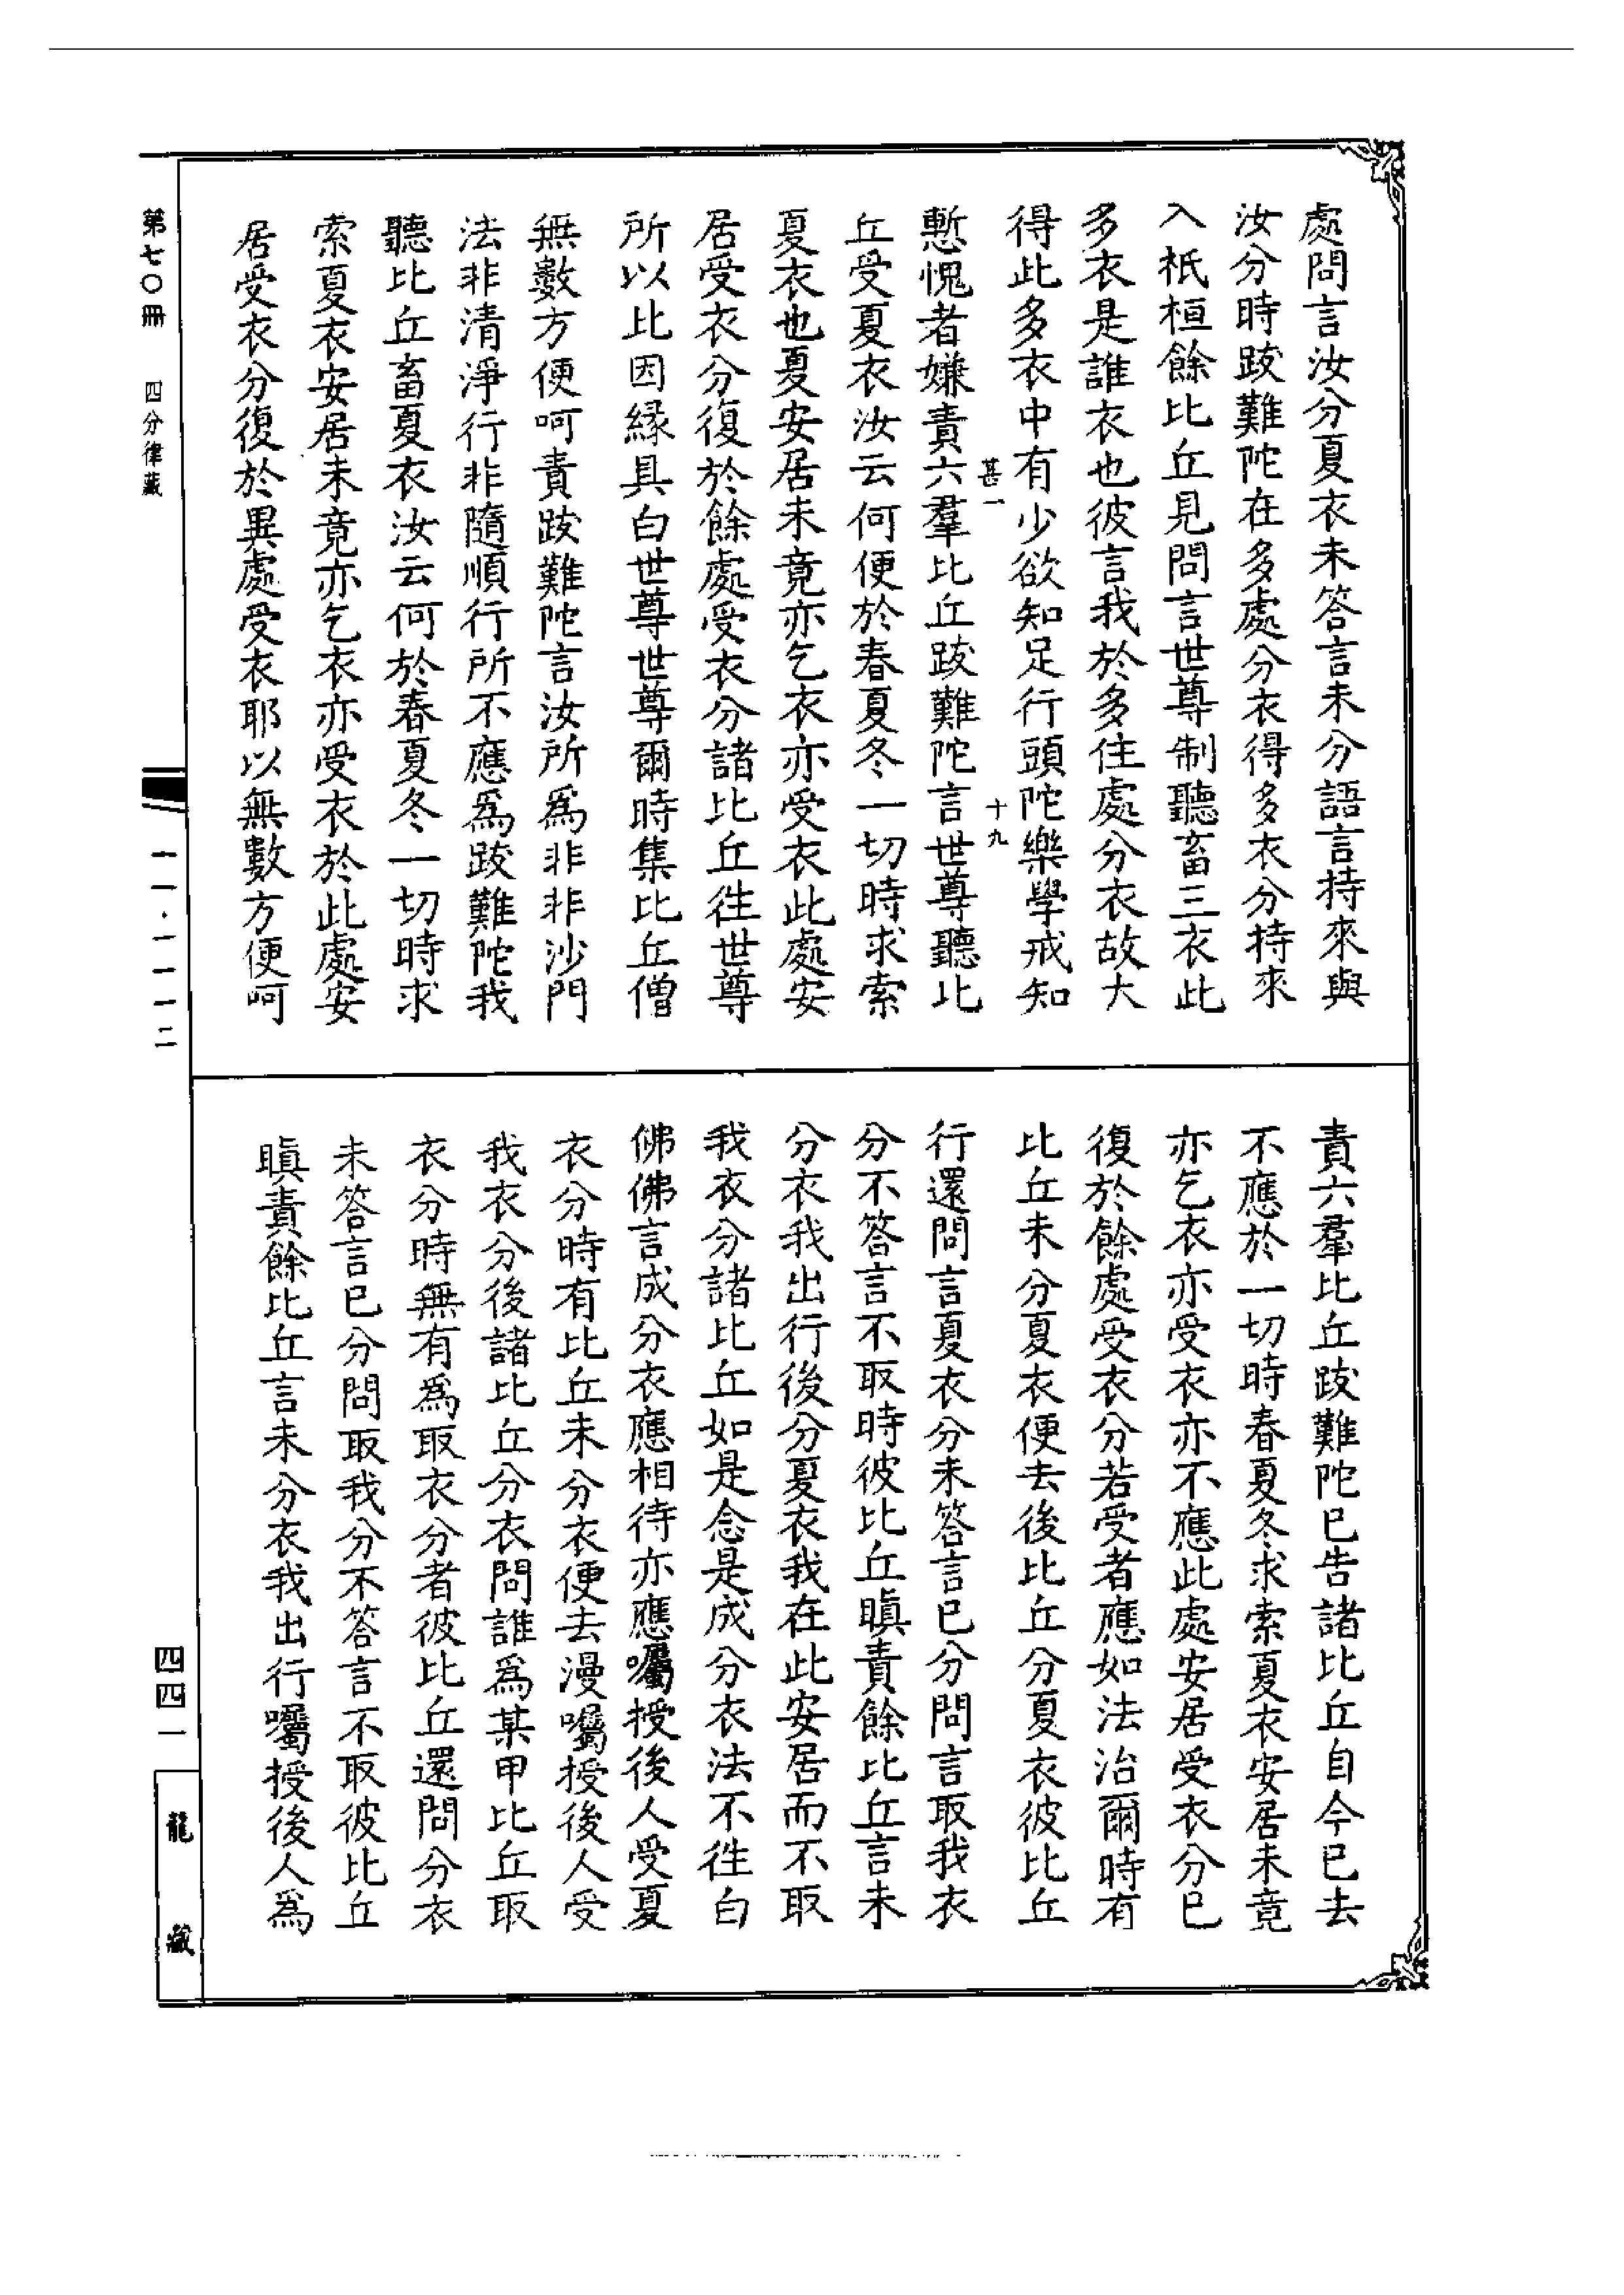 處問言汝分夏衣未答言未分語言持來與
汝分時跋難陀在多處分衣得多衣分持來
入祇桓餘比丘見問言世尊制聽畜三衣此
多衣是誰衣也彼言我於多住處分衣故大
得此多衣中有少欲知足行頭陀樂學戒知
甚一 十九
慙愧者嫌責六羣比丘跋難陀言世尊聽比
丘受夏衣汝云何便於春夏冬一切時求索
夏衣也夏安居未竟亦乞衣亦受衣此處安
居受衣分復於餘處受衣分諸比丘往世尊
所以比因緣具白世尊世尊爾時集比丘僧
無數方便呵責跋難陀言汝所爲非非沙門
法非清淨行非隨順行所不應爲跋難陀我
聽比丘畜夏衣汝云何於春夏冬一切時求
索夏衣安居未竟亦乞衣亦受衣於此處安
居受衣分復於異處受衣耶以無數方便呵
責六羣比丘跋難陀已告諸比丘自今已去
不應於一切時春夏冬求索夏衣安居未竟
亦乞衣亦受衣亦不應此處安居受衣分已
復於餘處受衣分若受者應如法治爾時有
比丘未分夏衣便去後比丘分夏衣彼比丘
行還問言夏衣分未答言已分問言取我衣
分不答言不取時彼比丘瞋責餘比丘言未
分衣我出行後分夏衣我在此安居而不取
我衣分諸比丘如是念是成分衣法不徃白
佛佛言成分衣應相待亦應囑授後人受夏
衣分時有比丘未分衣便去漫囑授後人受
我衣分後諸比丘分衣問誰爲某甲比丘取
衣分時無有爲取衣分者彼比丘還問分衣
未答言已分問取我分不答言不取彼比丘
瞋責餘比丘言未分衣我出行囑授後人爲
第七〇冊 四分律藏
一一·一一一二
四四一
龍藏